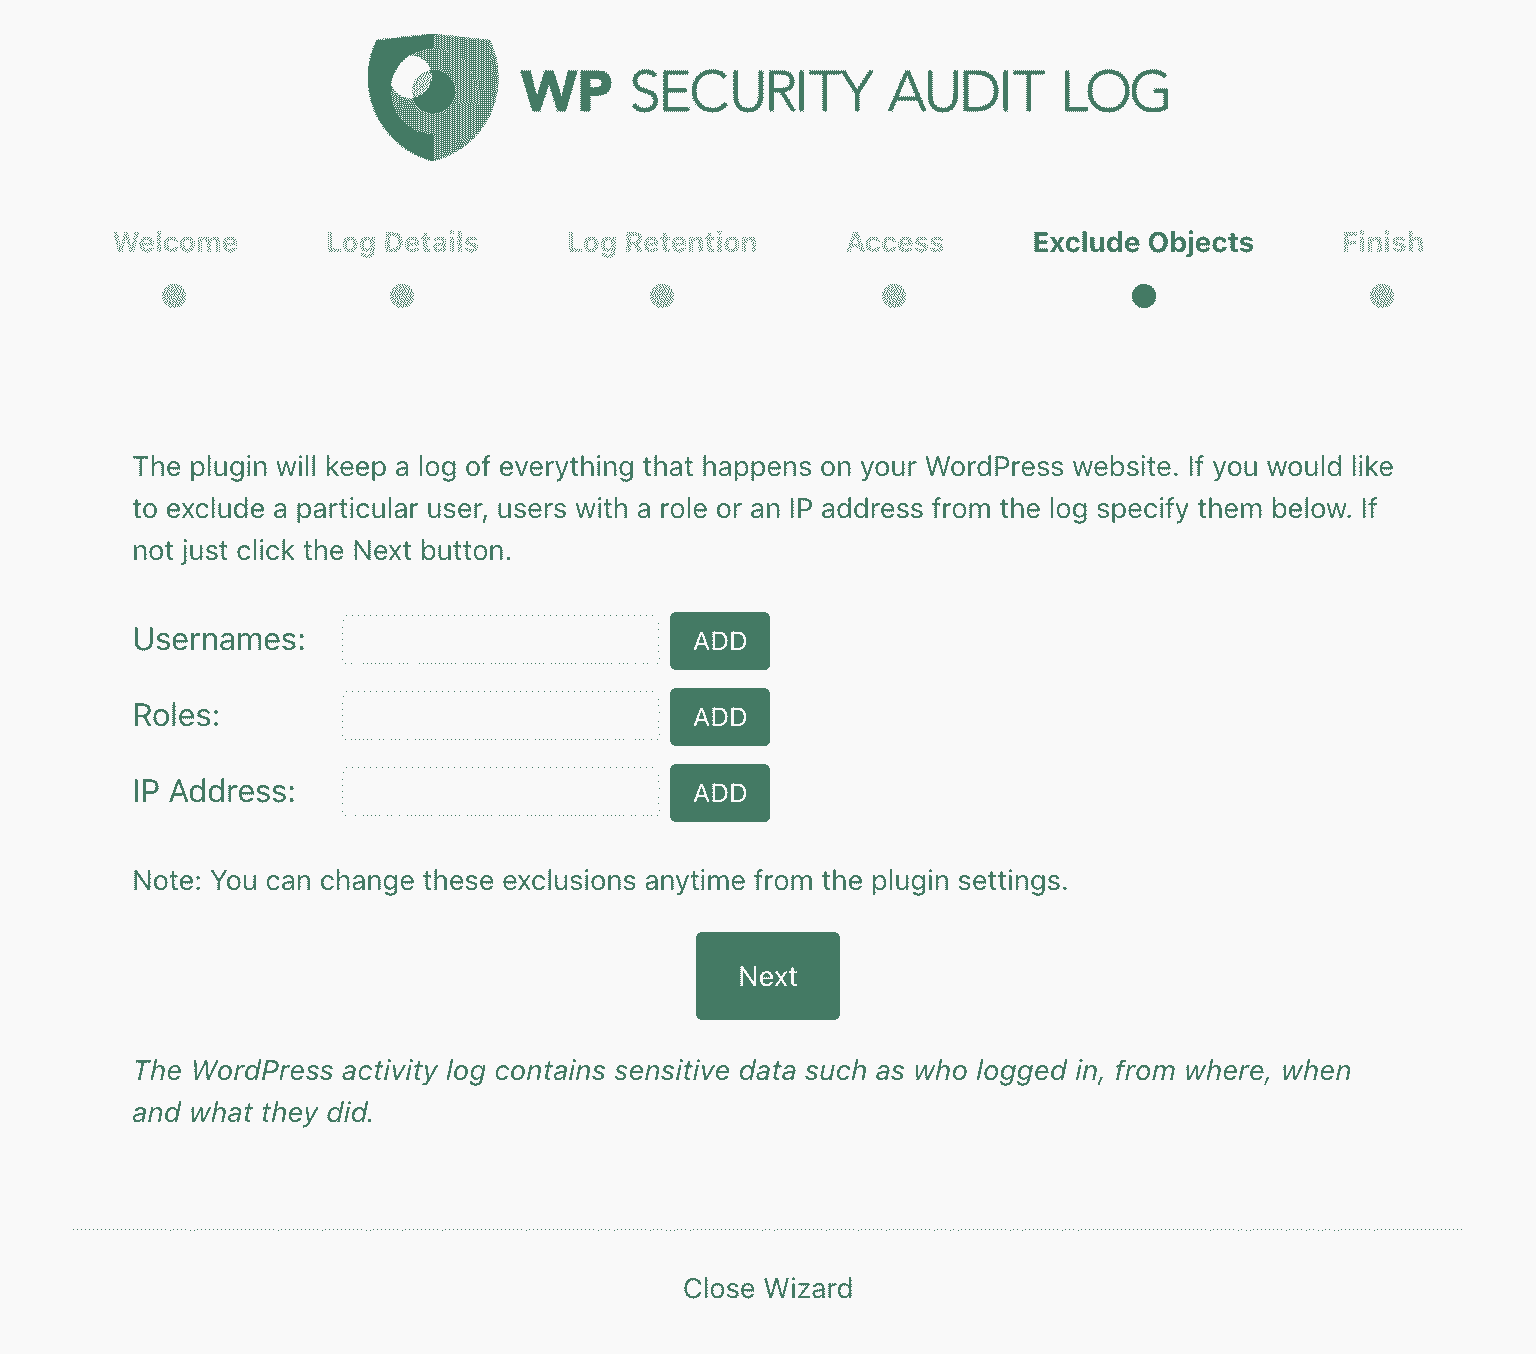 WP SECURITY AUDIT LOG
Welcome Log Details Log Retention Access Exclude Objects Finish
The plugin will keep a log of everything that happens on your WordPress website. If you would like
to exclude a particular user, users with a role or an IP address from the log specify them below. If
not just click the Next button.
Usernames: ADD
Roles: ADD
IP Address: ADD
Note: You can change these exclusions anytime from the plugin settings.
Next
The WordPress activity log contains sensitive data such as who logged in, from where, when
and what they did.
Close Wizard